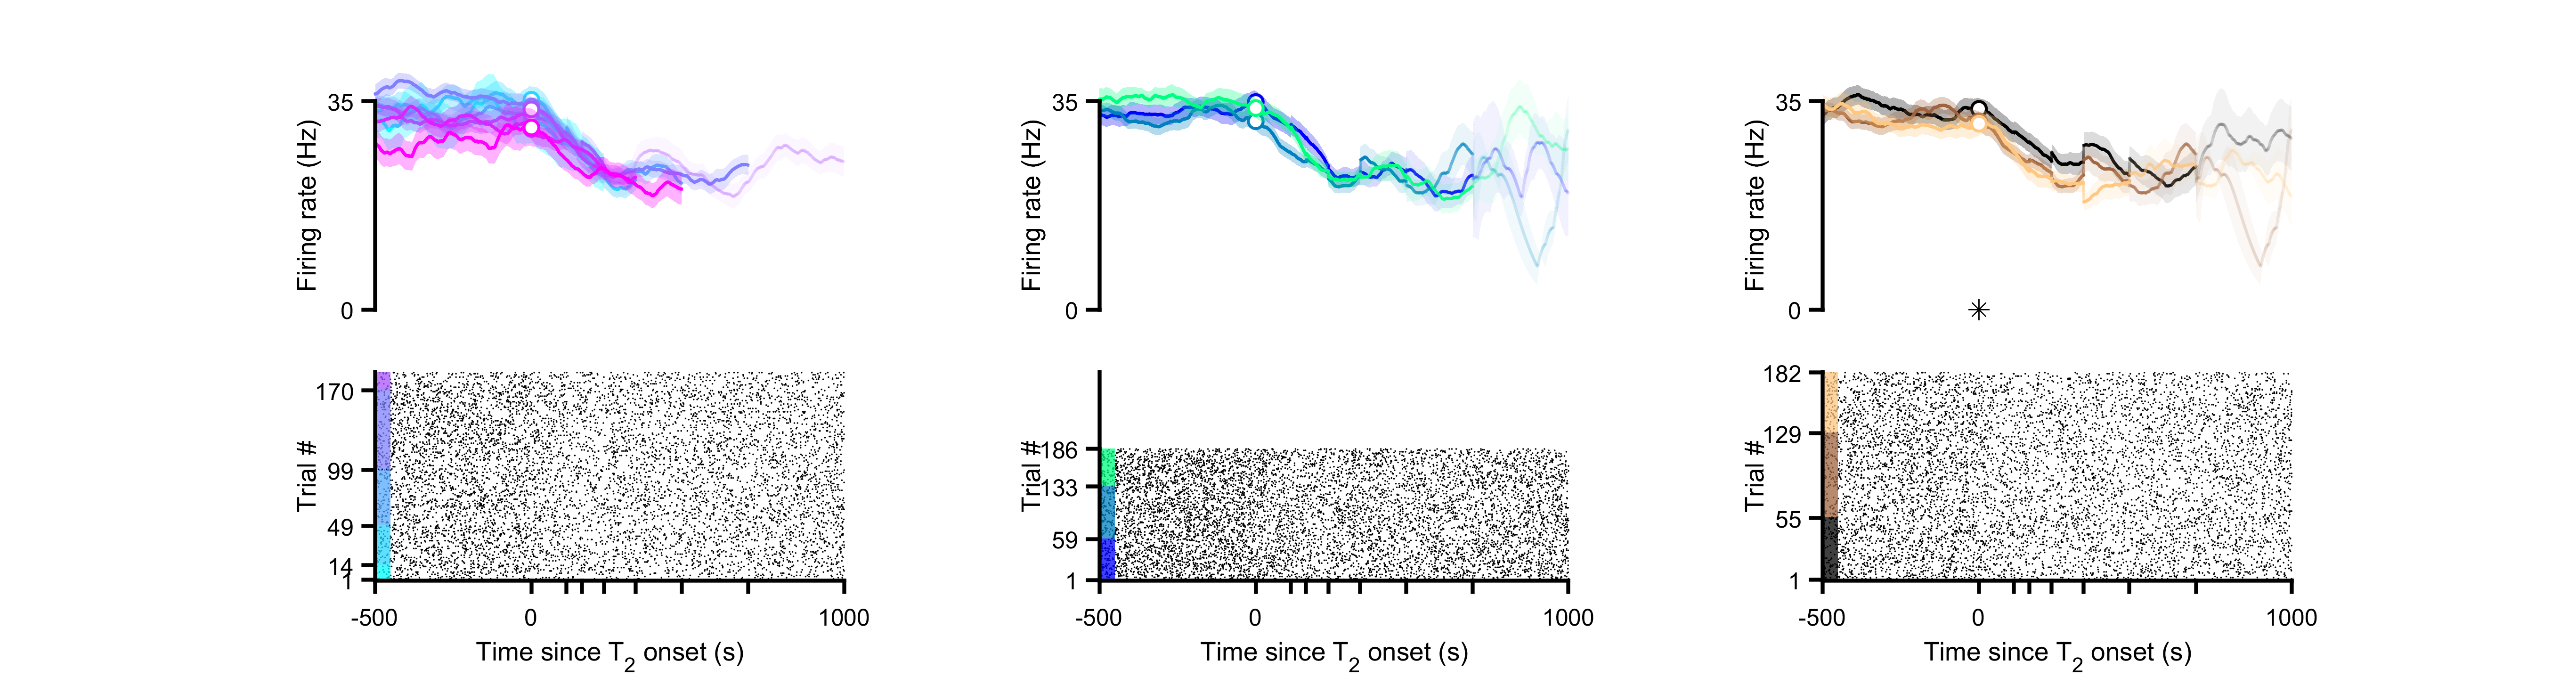 35
Firing rate (Hz)
0
170
99
49
14
1
Trial #
-500 0 1000
Time since T2 onset (s)
35
Firing rate (Hz)
0
186
133
59
1
Trial #
-500 0 1000
Time since T2 onset (s)
35
Firing rate (Hz)
0
182
129
55
1
Trial #
-500 0 1000
Time since T2 onset (s)